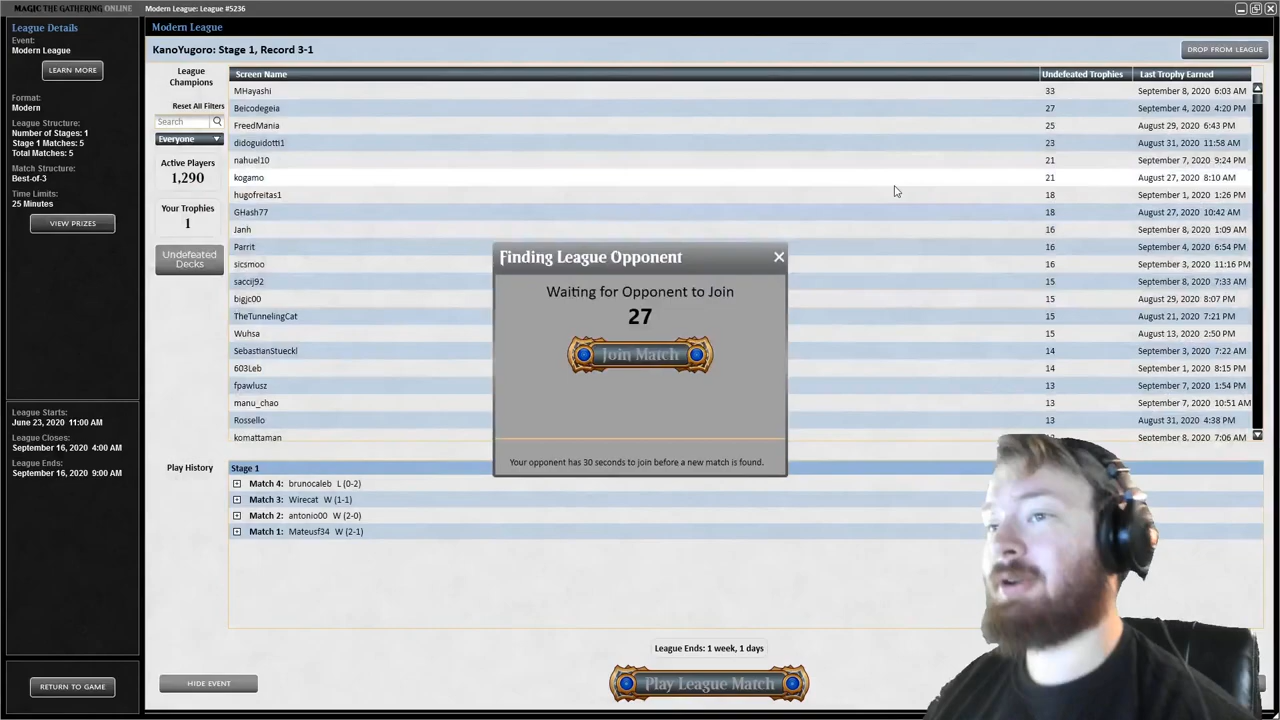 MAGIC THE GATHERING ONLINE
Modern League: League #5236
League Details
Event:
Modern League
LEARN MORE
Format:
Modern
League Structure:
Number of Stages: 1
Stage 1 Matches: 5
Total Matches: 5
Match Structure:
Best-of-3
Time Limits:
25 Minutes
VIEW PRIZES
League Starts:
June 23, 2020 11:00 AM
League Closes:
September 16, 2020 4:00 AM
League Ends:
September 16, 2020 9:00 AM
RETURN TO GAME
Modern League
KanoYugoro: Stage 1, Record 3-1
DROP FROM LEAGUE
League
Champions
Reset All Filters
Search
Everyone
Active Players
1,290
Your Trophies
1
Undefeated
Decks
Screen Name Undefeated Trophies Last Trophy Earned
MHayashi 33 September 8, 2020 6:03 AM
Beicodegeia 27 September 4, 2020 4:20 PM
FreedMania 25 August 29, 2020 6:43 PM
didoguidotti1 23 August 31, 2020 11:58 AM
nahuel10 21 September 7, 2020 9:24 PM
kogamo 21 August 27, 2020 8:10 AM
hugofreitas1 18 September 1, 2020 1:26 PM
GHash77 18 August 27, 2020 10:42 AM
Janh 16 September 8, 2020 1:09 AM
Parrit 16 September 4, 2020 6:54 PM
sicsmoo 16 September 3, 2020 11:16 PM
saccij92 15 September 8, 2020 7:33 AM
bigjc00 15 August 29, 2020 8:07 PM
TheTunnelingCat 15 August 21, 2020 7:21 PM
Wuhsa 15 August 13, 2020 2:50 PM
SebastianStueckl 14 September 3, 2020 7:22 AM
603Leb 14 September 1, 2020 8:15 PM
fpawlusz 13 September 7, 2020 1:54 PM
manu_chao 13 September 7, 2020 10:51 AM
Rossello 13 August 31, 2020 4:38 PM
komattaman September 8, 2020 7:06 AM
Finding League Opponent
Waiting for Opponent to Join
27
Join Match
Your opponent has 30 seconds to join before a new match is found.
Play History
Stage 1
Match 4: brunocaleb L (0-2)
Match 3: Wirecat W (1-1)
Match 2: antonio00 W (2-0)
Match 1: Mateusf34 W (2-1)
League Ends: 1 week, 1 days
HIDE EVENT
Play League Match